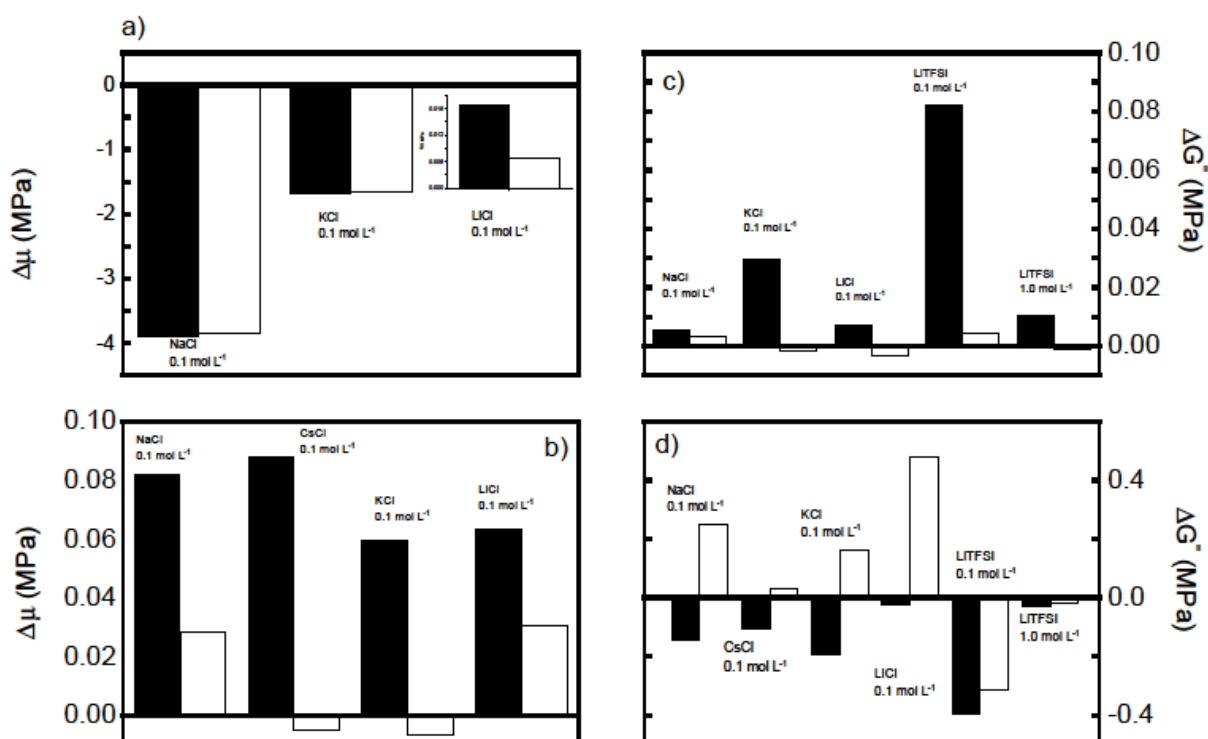 a)
0
-1
-2
-3
-4
Δμ (MPa)
NaCl
0.1 mol L⁻¹
KCl
0.1 mol L⁻¹
LiCl
0.1 mol L⁻¹
c)
0.10
0.08
0.06
0.04
0.02
0.00
ΔG" (MPa)
NaCl
0.1 mol L⁻¹
KCl
0.1 mol L⁻¹
LiCl
0.1 mol L⁻¹
LiTFSI
0.1 mol L⁻¹
LiTFSI
1.0 mol L⁻¹
b)
0.10
0.08
0.06
0.04
0.02
0.00
Δμ (MPa)
NaCl
0.1 mol L⁻¹
CsCl
0.1 mol L⁻¹
KCl
0.1 mol L⁻¹
LiCl
0.1 mol L⁻¹
d)
0.4
0.0
-0.4
ΔG" (MPa)
NaCl
0.1 mol L⁻¹
CsCl
0.1 mol L⁻¹
KCl
0.1 mol L⁻¹
LiCl
0.1 mol L⁻¹
LiTFSI
0.1 mol L⁻¹
LiTFSI
1.0 mol L⁻¹